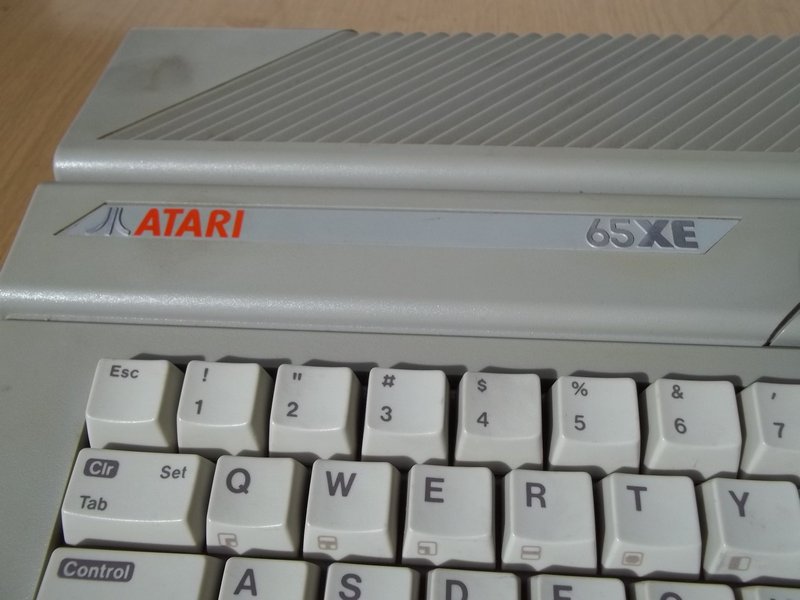 ATARI 65XE
Esc ! 1 " 2 # 3 $ 4 % 5 & 6 ' 7
Clr Set Tab Q W E R T Y
Control A S D F